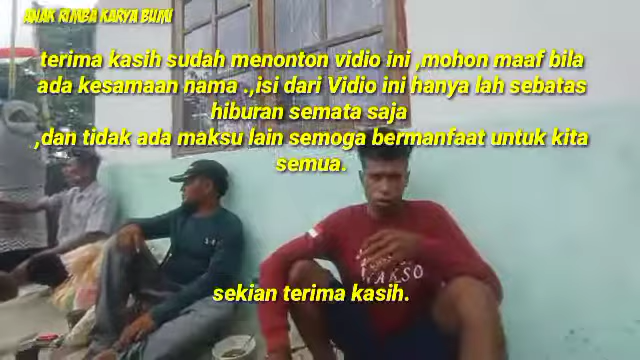 ANAK RIMBA KARYA BUMI
terima kasih sudah menonton vidio ini ,mohon maaf bila
ada kesamaan nama .,isi dari Vidio ini hanya lah sebatas
hiburan semata saja
,dan tidak ada maksu lain semoga bermanfaat untuk kita
semua.
AKSO
sekian terima kasih.